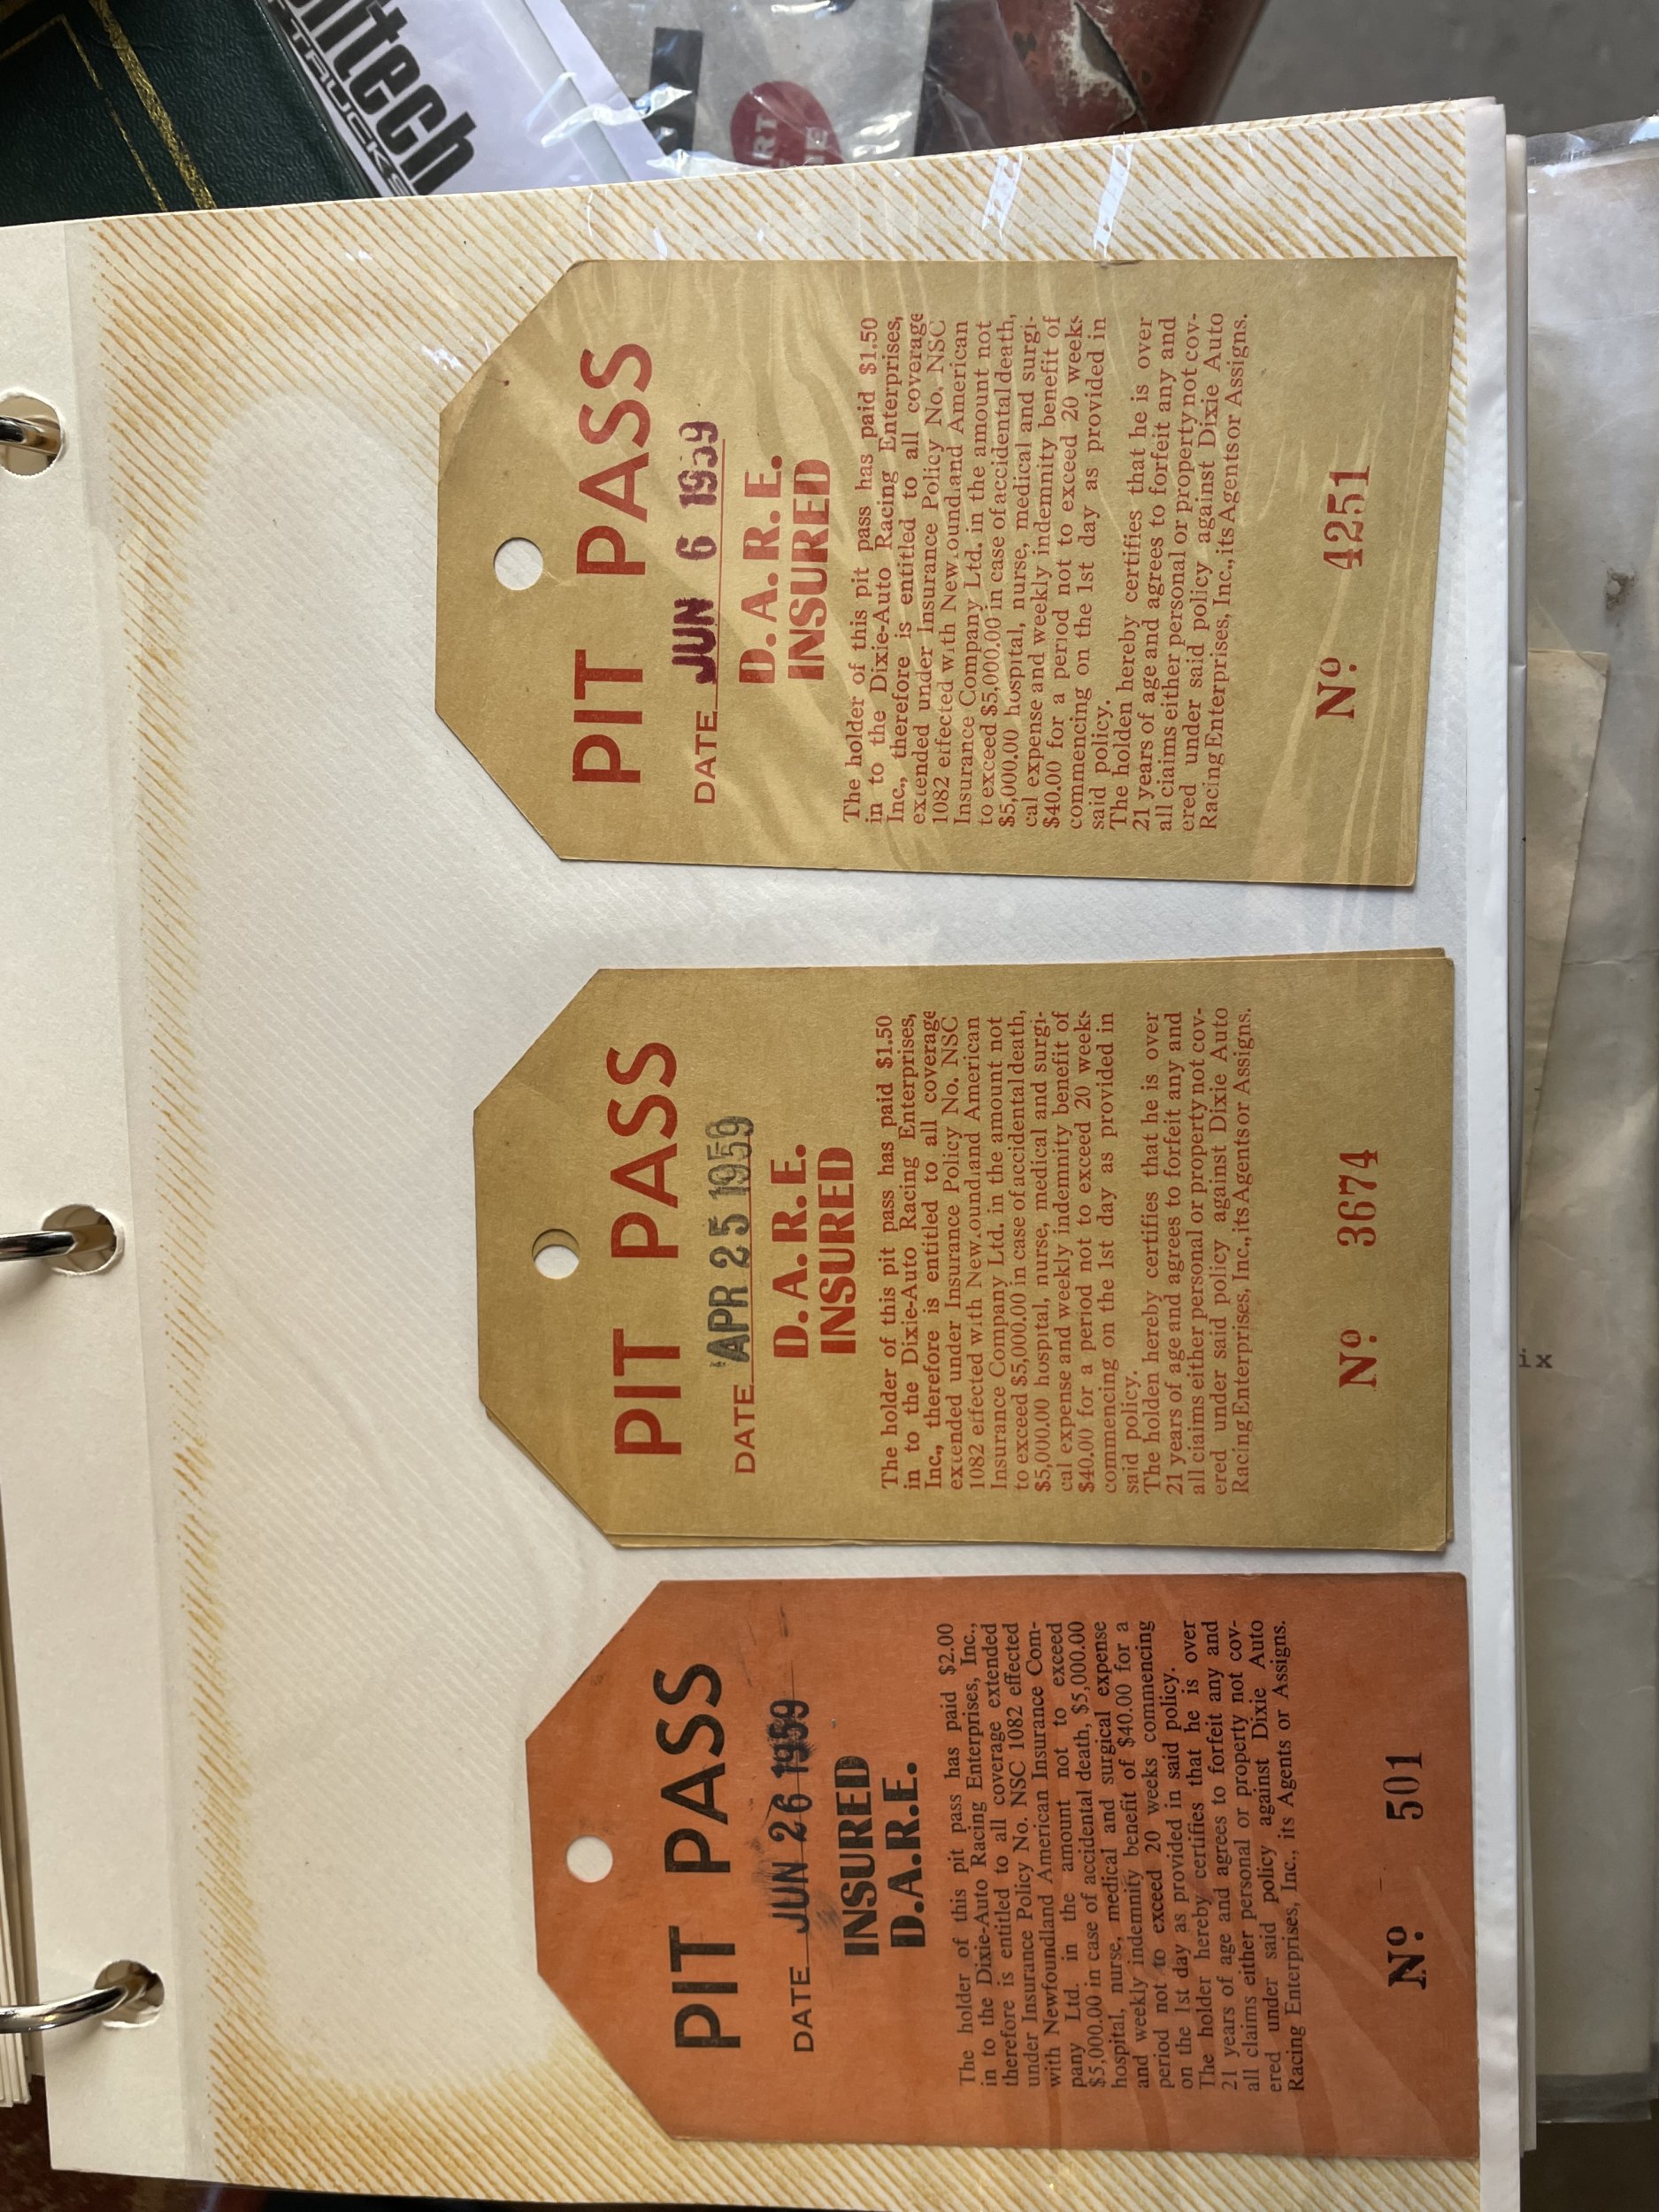 PIT PASS
DATE JUN 26 1959
INSURED
D.A.R.E.
The holder of this pit pass has paid $2.00
in to the Dixie-Auto Racing Enterprises, Inc.,
therefore is entitled to all coverage extended
under Insurance Policy No. NSC 1082 effected
with Newfoundland American Insurance Com-
pany Ltd. in the amount not to exceed
$5,000.00 in case of accidental death, $5,000.00
hospital, nurse, medical and surgical expense
and weekly indemnity benefit of $40.00 for a
period not to exceed 20 weeks commencing
on the 1st day as provided in said policy.
The holder hereby certifies that he is over
21 years of age and agrees to forfeit any and
all claims either personal or property not cov-
ered under said policy against Dixie Auto
Racing Enterprises, Inc., its Agents or Assigns.
Nº 501
PIT PASS
DATE APR 25 1959
D.A.R.E.
INSURED
The holder of this pit pass has paid $1.50
in to the Dixie-Auto Racing Enterprises,
Inc., therefore is entitled to all coverage
extended under Insurance Policy No. NSC
1082 effected with Newfoundland American
Insurance Company Ltd. in the amount not
to exceed $5,000.00 in case of accidental death,
$5,000.00 hospital, nurse, medical and surgi-
cal expense and weekly indemnity benefit of
$40.00 for a period not to exceed 20 weeks
commencing on the 1st day as provided in
said policy.
The holden hereby certifies that he is over
21 years of age and agrees to forfeit any and
all claims either personal or property not cov-
ered under said policy against Dixie Auto
Racing Enterprises, Inc., its Agents or Assigns.
Nº 3674
PIT PASS
DATE JUN 6 1959
D.A.R.E.
INSURED
The holder of this pit pass has paid $1.50
in to the Dixie-Auto Racing Enterprises,
Inc., therefore is entitled to all coverage
extended under Insurance Policy No. NSC
1082 effected with Newfoundland American
Insurance Company Ltd. in the amount not
to exceed $5,000.00 in case of accidental death,
$5,000.00 hospital, nurse, medical and surgi-
cal expense and weekly indemnity benefit of
$40.00 for a period not to exceed 20 weeks
commencing on the 1st day as provided in
said policy.
The holden hereby certifies that he is over
21 years of age and agrees to forfeit any and
all claims either personal or property not cov-
ered under said policy against Dixie Auto
Racing Enterprises, Inc., its Agents or Assigns.
Nº 4251
ix